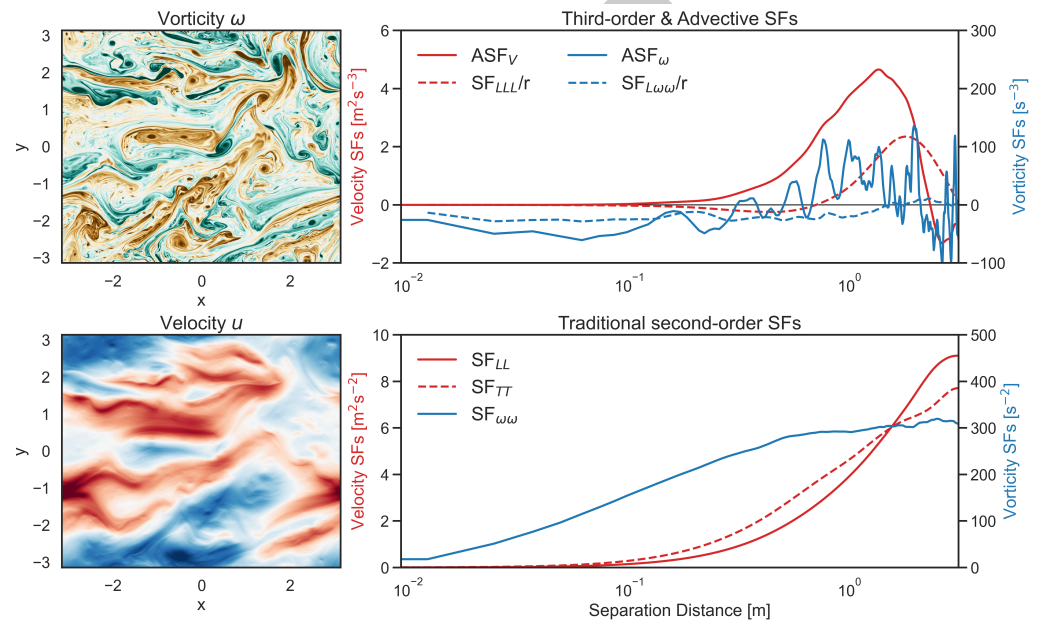 Vorticity ω
3
2
1
0
−1
−2
−3
y
−2
0
2
x
Third-order & Advective SFs
ASF_V
SF_LLL/r
ASF_ω
SF_Lωω/r
6
4
2
0
−2
Velocity SFs [m²s⁻³]
300
200
100
0
−100
Vorticity SFs [s⁻³]
10⁻²
10⁻¹
10⁰
Velocity u
3
2
1
0
−1
−2
−3
y
−2
0
2
x
Traditional second-order SFs
SF_LL
SF_TT
SF_ωω
10
8
6
4
2
0
Velocity SFs [m²s⁻²]
500
400
300
200
100
0
Vorticity SFs [s⁻²]
10⁻²
10⁻¹
10⁰
Separation Distance [m]